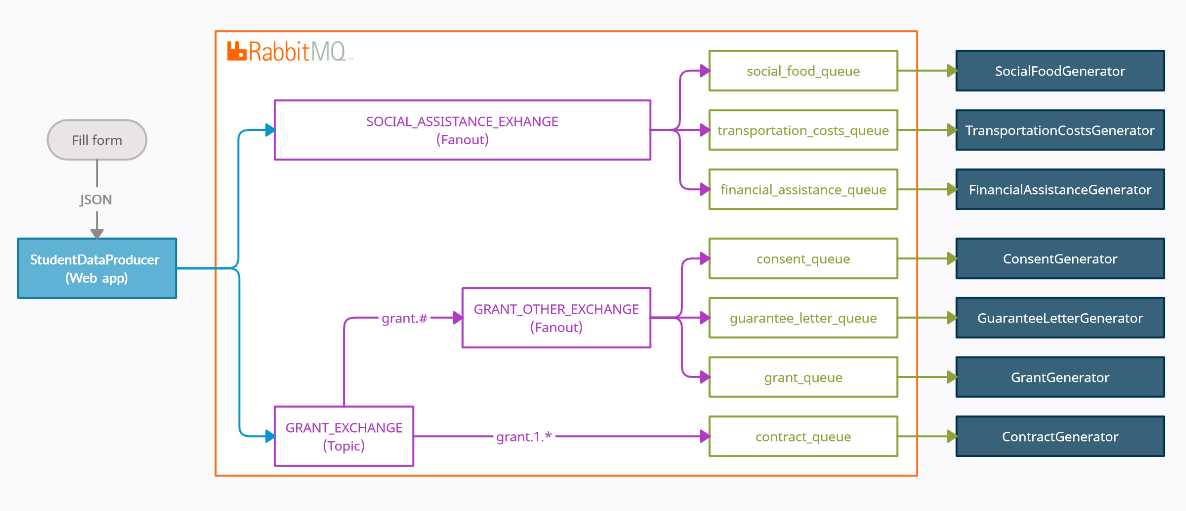 RabbitMQ
social_food_queue
SocialFoodGenerator
SOCIAL_ASSISTANCE_EXHANGE
(Fanout)
transportation_costs_queue
TransportationCostsGenerator
Fill form
JSON
financial_assistance_queue
FinancialAssistanceGenerator
StudentDataProducer
(Web app)
consent_queue
ConsentGenerator
grant.#
GRANT_OTHER_EXCHANGE
(Fanout)
guarantee_letter_queue
GuaranteeLetterGenerator
grant_queue
GrantGenerator
GRANT_EXCHANGE
(Topic)
grant.1.*
contract_queue
ContractGenerator